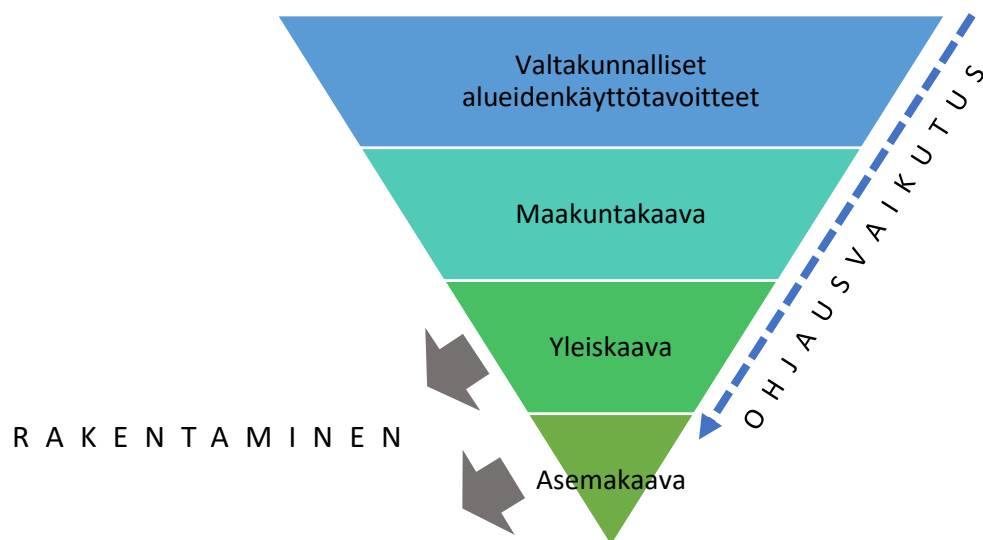 Valtakunnalliset
alueidenkäyttötavoitteet
Maakuntakaava
Yleiskaava
Asemakaava
OHJAUSVAIKUTUS
RAKENTAMINEN